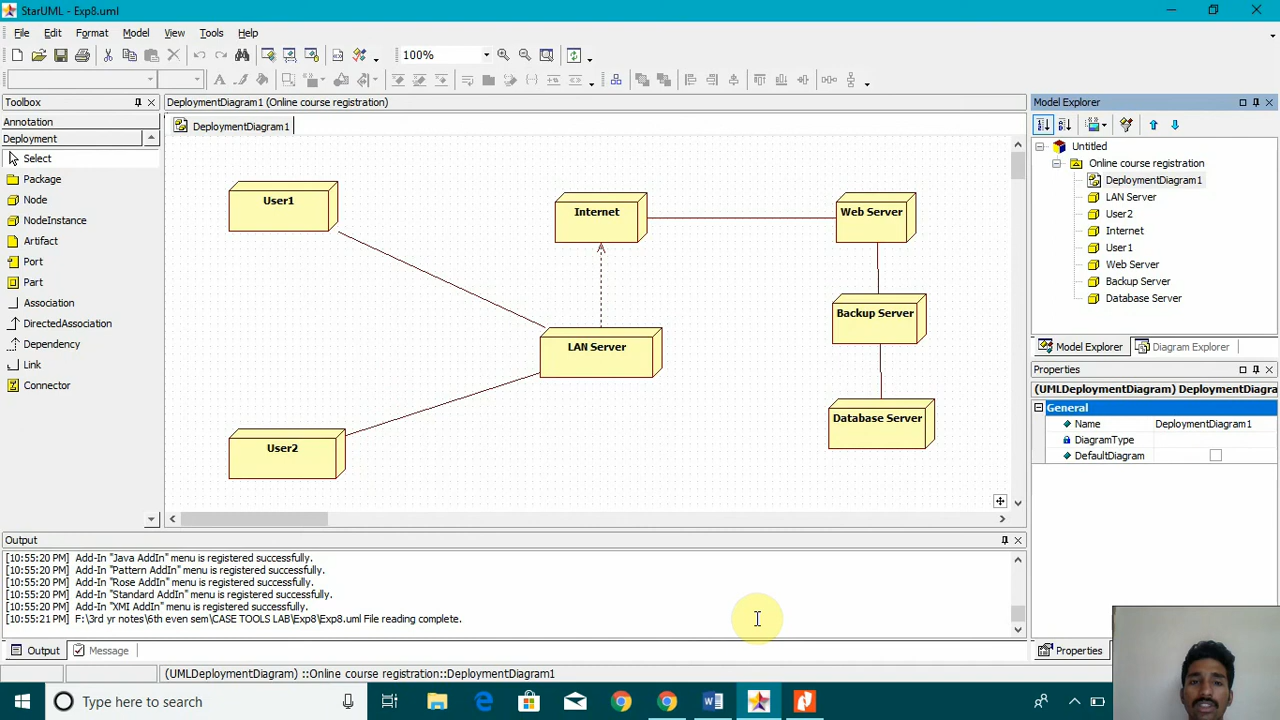 StarUML - [Exp8.uml]
File Edit Format Model View Tools Help
100%
Toolbox
Annotation
Deployment
Select
Package
Node
NodeInstance
Artifact
Port
Part
Association
DirectedAssociation
Dependency
Link
Connector
DeploymentDiagram1 (Online course registration)
DeploymentDiagram1
User1
Internet
Web Server
Backup Server
LAN Server
Database Server
User2
Model Explorer
Untitled
Online course registration
DeploymentDiagram1
LAN Server
User2
Internet
User1
Web Server
Backup Server
Database Server
Model Explorer Diagram Explorer
Properties
(UMLDeploymentDiagram) DeploymentDiagra
General
Name DeploymentDiagram1
DiagramType
DefaultDiagram
Properties
Output
[10:55:20 PM] Add-In "Java AddIn" menu is registered successfully.
[10:55:20 PM] Add-In "Pattern AddIn" menu is registered successfully.
[10:55:20 PM] Add-In "Rose AddIn" menu is registered successfully.
[10:55:20 PM] Add-In "Standard AddIn" menu is registered successfully.
[10:55:20 PM] Add-In "XMI AddIn" menu is registered successfully.
[10:55:21 PM] F:\3rd yr notes\6th even sem\CASE TOOLS LAB\Exp8\Exp8.uml File reading complete.
Output Message
(UMLDeploymentDiagram) ::Online course registration::DeploymentDiagram1
Type here to search